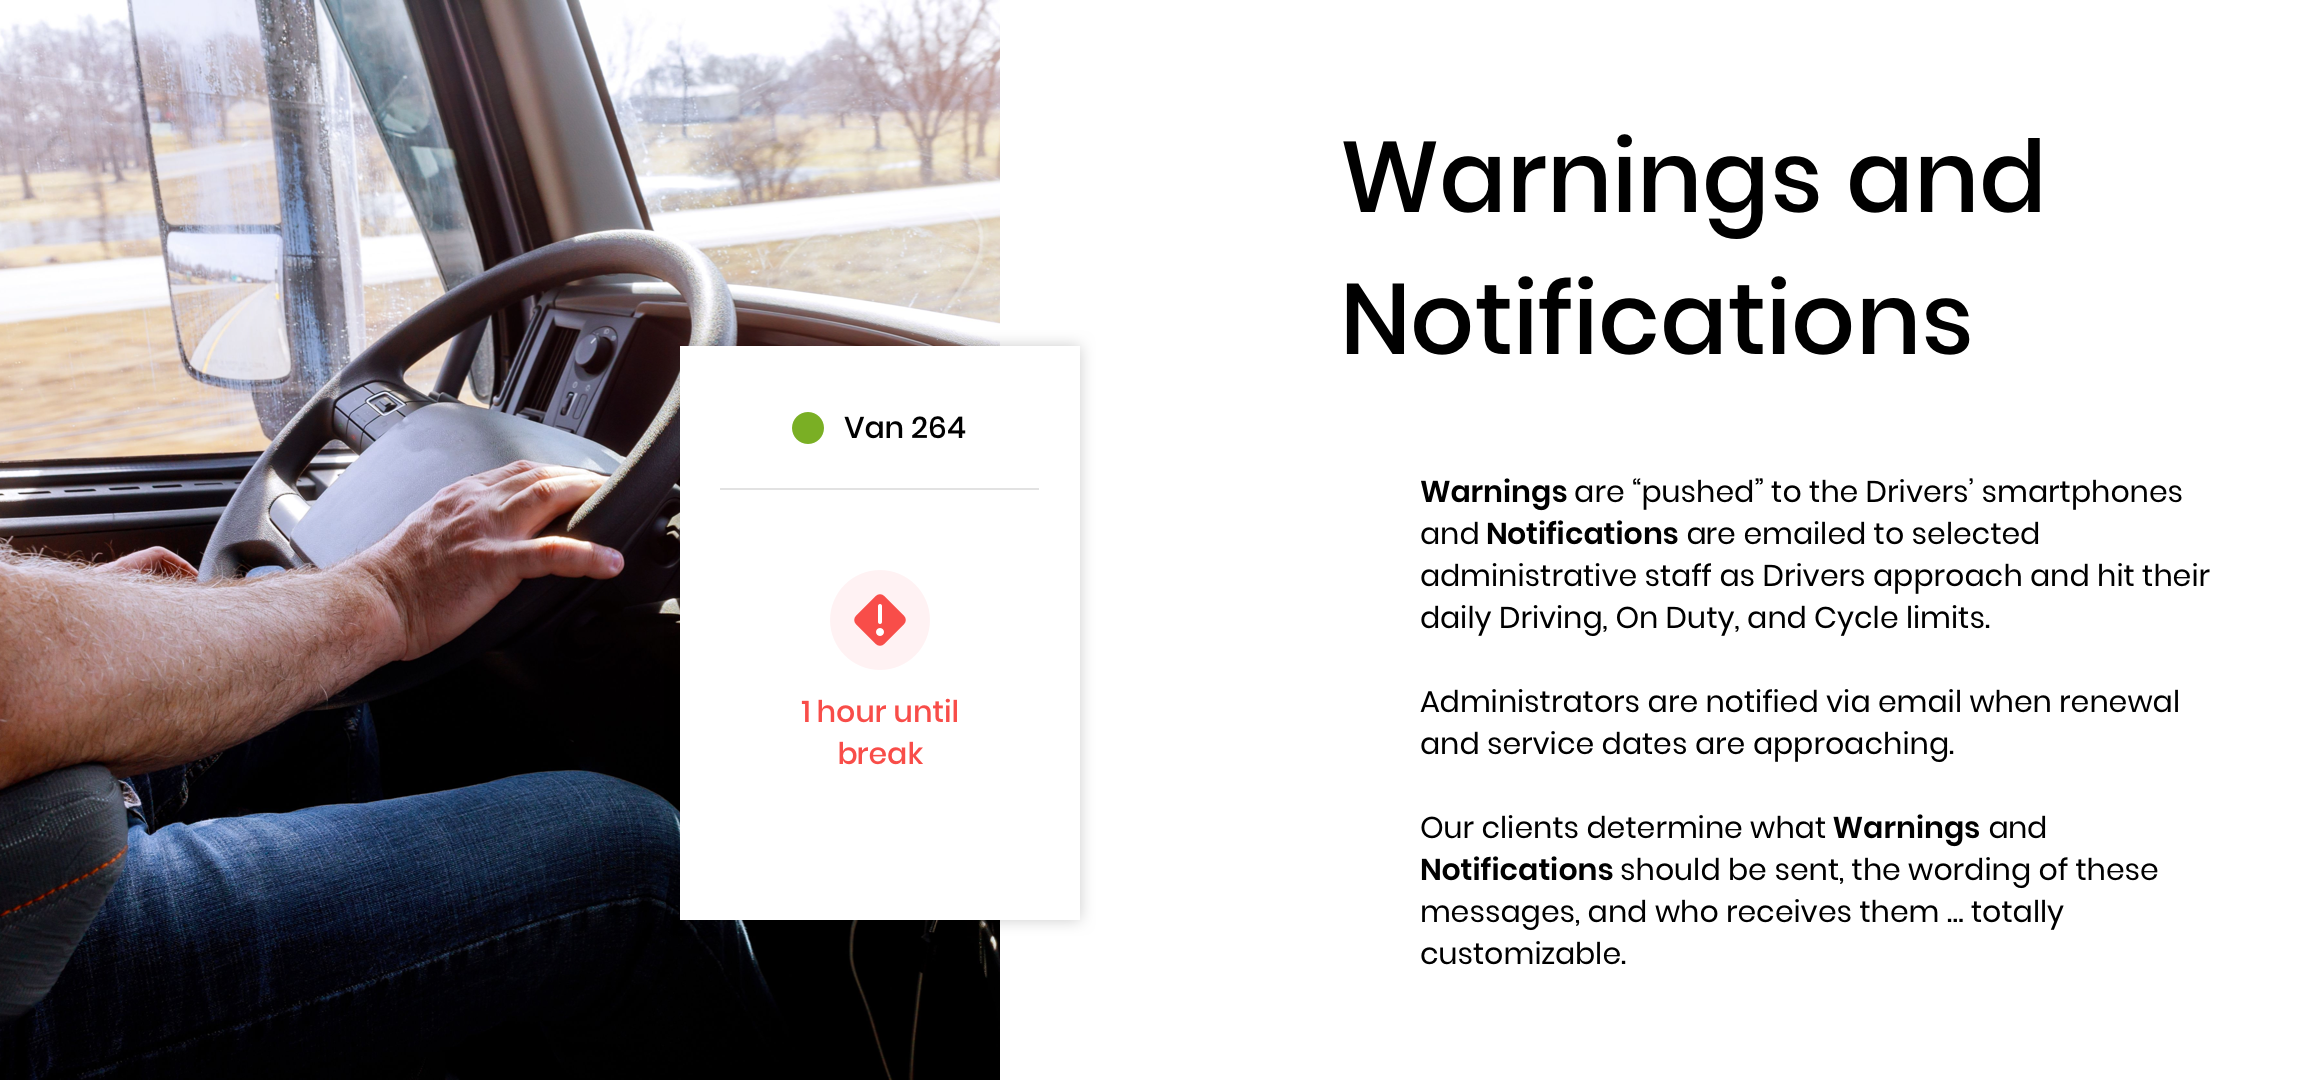 Warnings and
Notifications
Van 264
1 hour until
break
Warnings are “pushed” to the Drivers’ smartphones
and Notifications are emailed to selected
administrative staff as Drivers approach and hit their
daily Driving, On Duty, and Cycle limits.
Administrators are notified via email when renewal
and service dates are approaching.
Our clients determine what Warnings and
Notifications should be sent, the wording of these
messages, and who receives them ... totally
customizable.